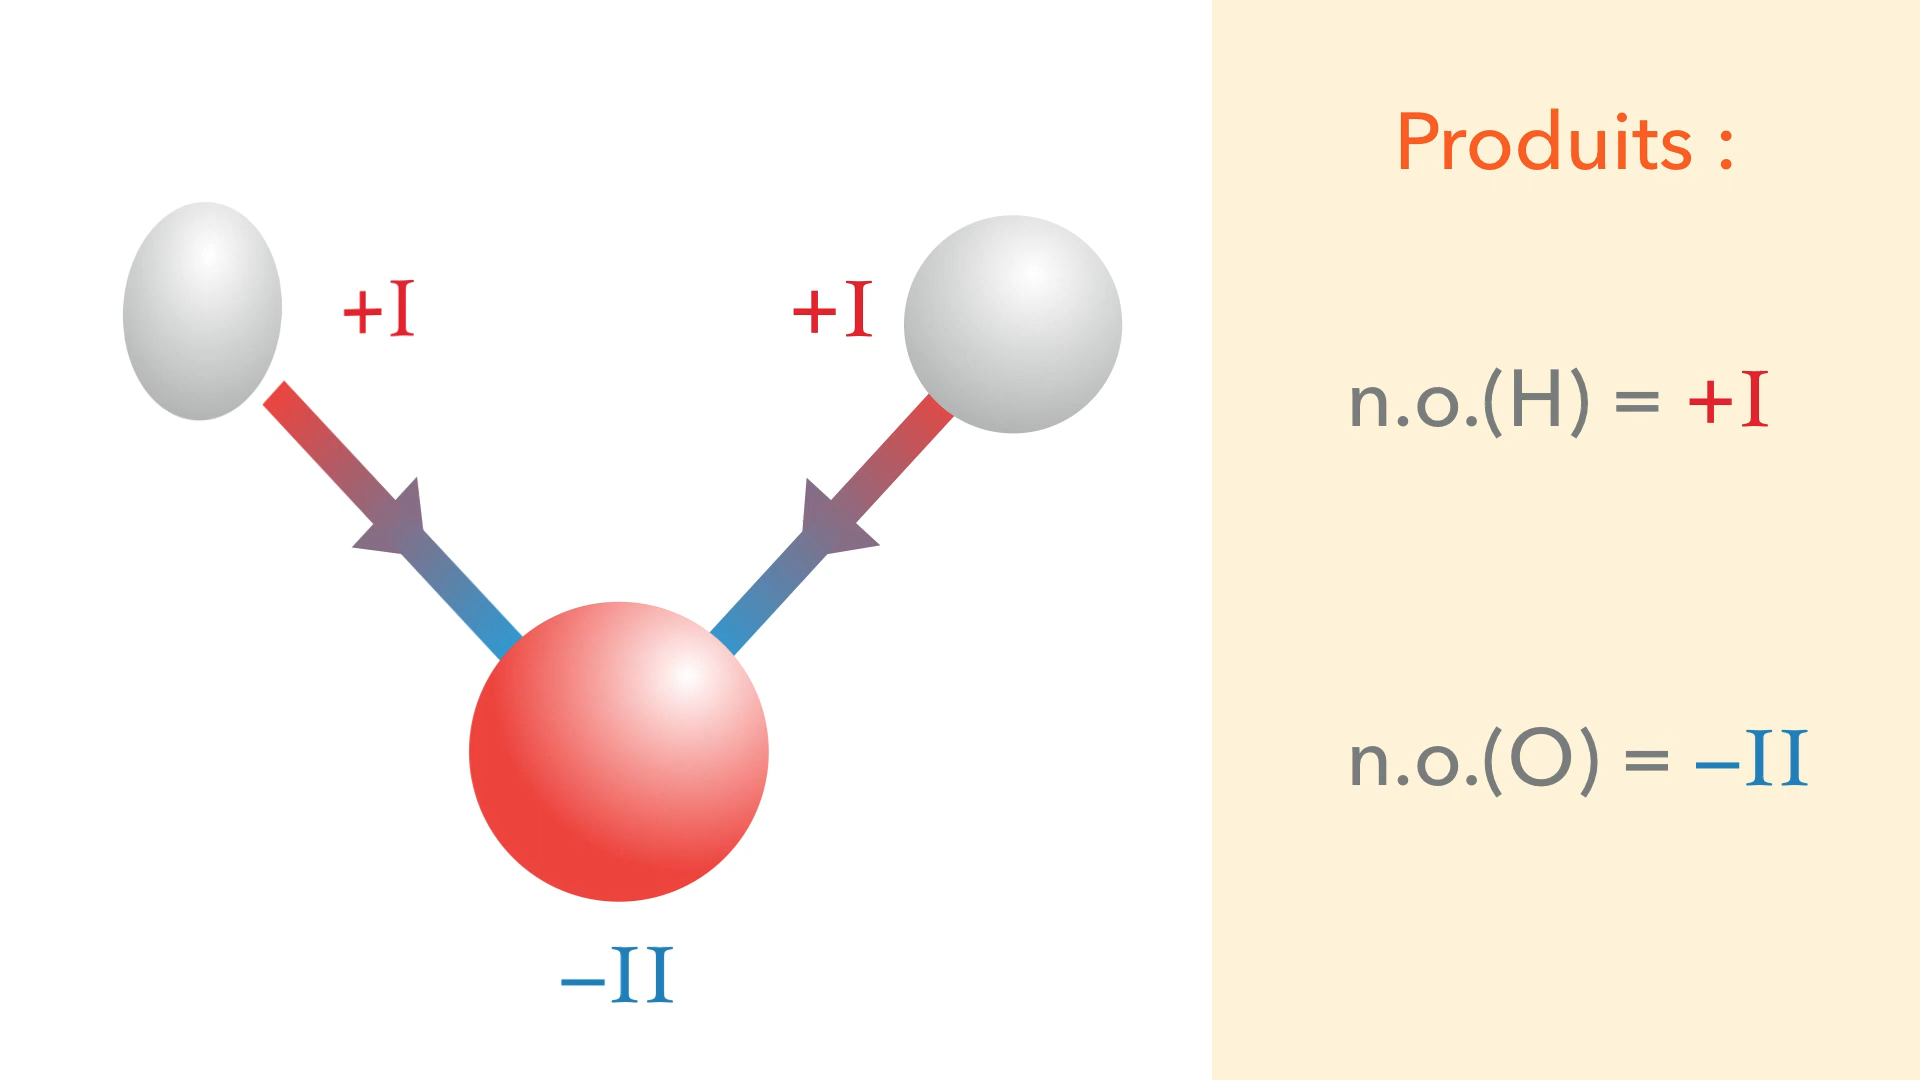 +I
+I
–II
Produits :
n.o.(H) = +I
n.o.(O) = –II